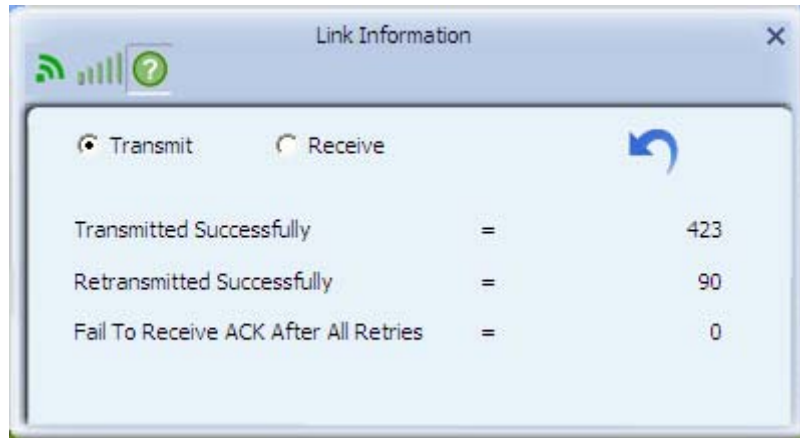 Link Information
Transmit Receive
Transmitted Successfully = 423
Retransmitted Successfully = 90
Fail To Receive ACK After All Retries = 0